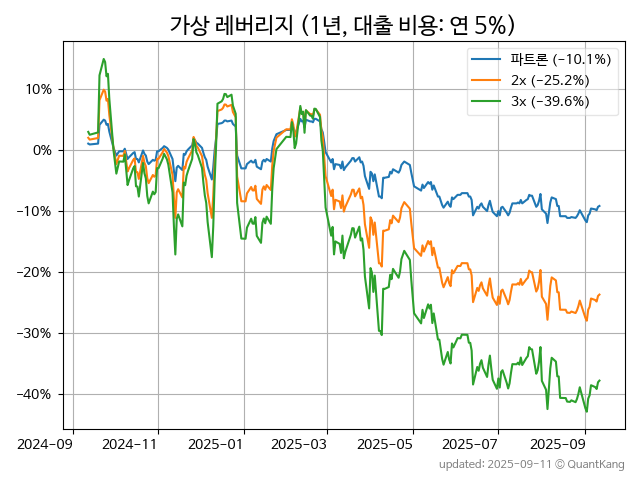 가상 레버리지 (1년, 대출 비용: 연 5%)
파트론 (−10.1%)
2x (−25.2%)
3x (−39.6%)
10%
0%
−10%
−20%
−30%
−40%
2024-09 2024-11 2025-01 2025-03 2025-05 2025-07 2025-09
updated: 2025-09-11 © QuantKang